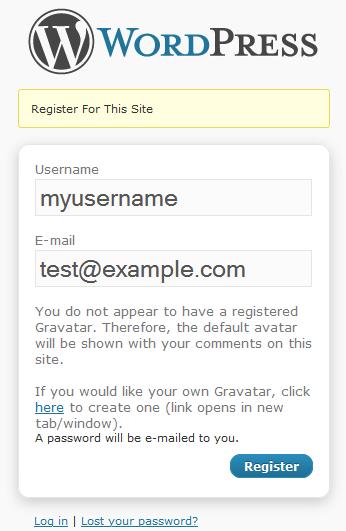 WORDPRESS
Register For This Site
Username
myusername
E-mail
test@example.com
You do not appear to have a registered
Gravatar. Therefore, the default avatar
will be shown with your comments on this
site.
If you would like your own Gravatar, click
here to create one (link opens in new
tab/window).
A password will be e-mailed to you.
Register
Log in | Lost your password?